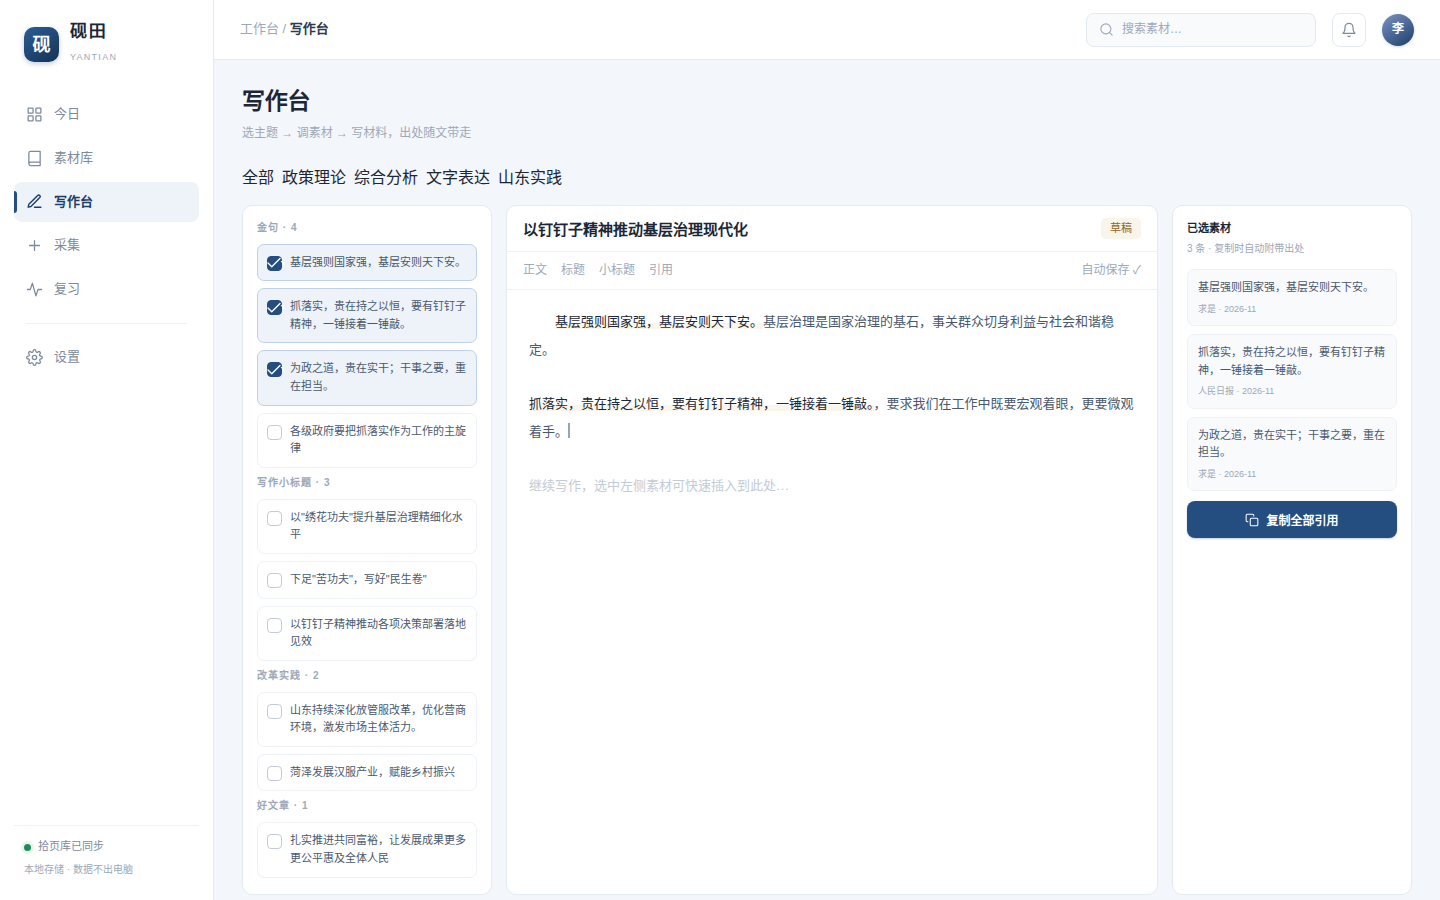 砚
砚田
YANTIAN
今日
素材库
写作台
采集
复习
设置
拾页库已同步
本地存储 · 数据不出电脑
工作台 / 写作台
搜索素材…
李
写作台
选主题 → 调素材 → 写材料，出处随文带走
全部 政策理论 综合分析 文字表达 山东实践
金句 · 4
基层强则国家强，基层安则天下安。
抓落实，贵在持之以恒，要有钉钉子
精神，一锤接着一锤敲。
为政之道，贵在实干；干事之要，重
在担当。
各级政府要把抓落实作为工作的主旋
律
写作小标题 · 3
以"绣花功夫"提升基层治理精细化水
平
下足"苦功夫"，写好"民生卷"
以钉钉子精神推动各项决策部署落地
见效
改革实践 · 2
山东持续深化放管服改革，优化营商
环境，激发市场主体活力。
菏泽发展汉服产业，赋能乡村振兴
好文章 · 1
扎实推进共同富裕，让发展成果更多
更公平惠及全体人民
以钉钉子精神推动基层治理现代化
草稿
正文 标题 小标题 引用
自动保存 ✓
基层强则国家强，基层安则天下安。基层治理是国家治理的基石，事关群众切身利益与社会和谐稳
定。
抓落实，贵在持之以恒，要有钉钉子精神，一锤接着一锤敲。，要求我们在工作中既要宏观着眼，更要微观
着手。
继续写作，选中左侧素材可快速插入到此处…
已选素材
3 条 · 复制时自动附带出处
基层强则国家强，基层安则天下安。
求是 · 2026-11
抓落实，贵在持之以恒，要有钉钉子精
神，一锤接着一锤敲。
人民日报 · 2026-11
为政之道，贵在实干；干事之要，重在
担当。
求是 · 2026-11
复制全部引用